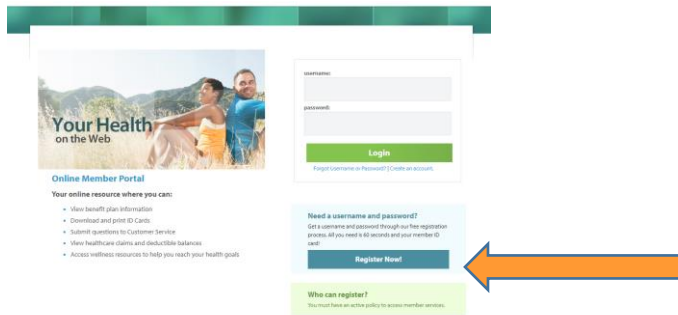 Your Health
on the Web
Online Member Portal
Your online resource where you can:
View benefit plan information
Download and print ID Cards
Submit questions to Customer Service
View healthcare claims and deductible balances
Access wellness resources to help you reach your health goals
username:
password:
Login
Forgot Username or Password? | Create an account.
Need a username and password?
Get a username and password through our free registration
process. All you need is 60 seconds and your member ID
card!
Register Now!
Who can register?
You must have an active policy to access member services.